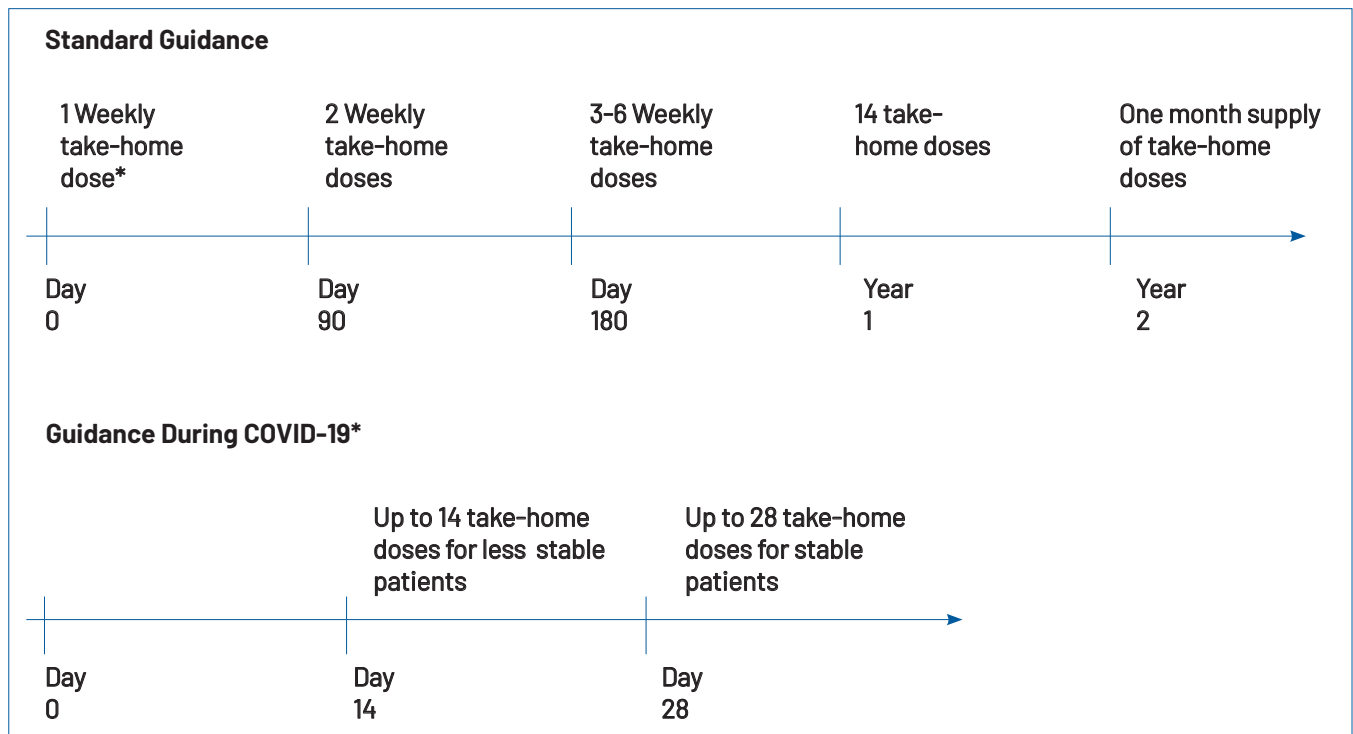 Standard Guidance
1 Weekly
take-home
dose*
2 Weekly
take-home
doses
3-6 Weekly
take-home
doses
14 take-
home doses
One month supply
of take-home
doses
Day
0
Day
90
Day
180
Year
1
Year
2
Guidance During COVID-19*
Up to 14 take-home
doses for less stable
patients
Up to 28 take-home
doses for stable
patients
Day
0
Day
14
Day
28